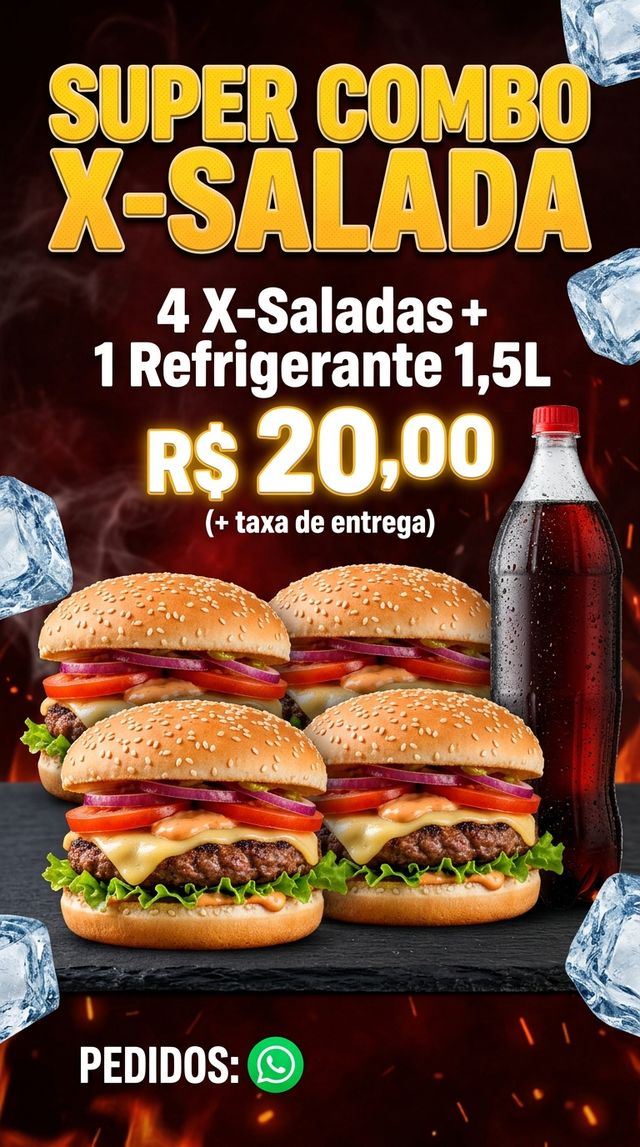 SUPER COMBO
X-SALADA
4 X-Saladas +
1 Refrigerante 1,5L
R$ 20,00
(+ taxa de entrega)
PEDIDOS: